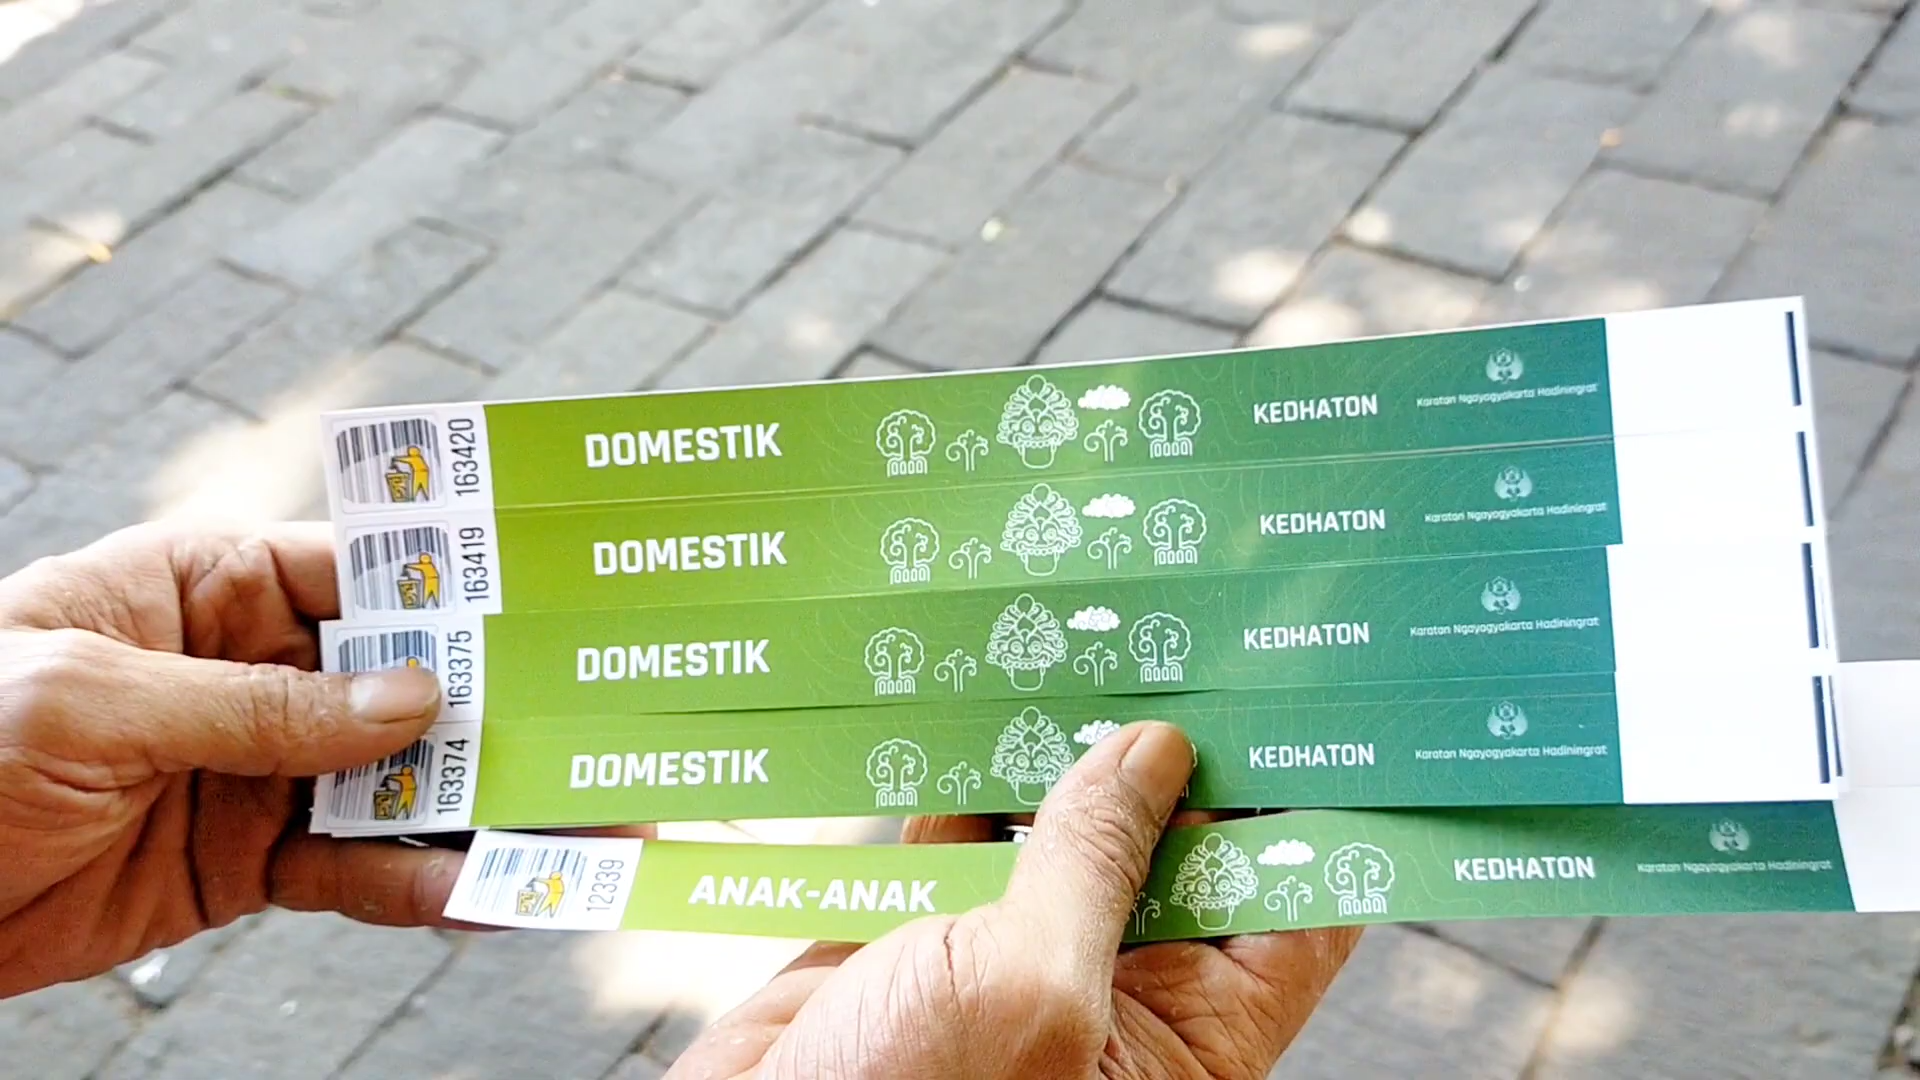 163420 DOMESTIK KEDHATON Karaton Ngayogyakarta Hadiningrat
163419 DOMESTIK KEDHATON Karaton Ngayogyakarta Hadiningrat
163375 DOMESTIK KEDHATON Karaton Ngayogyakarta Hadiningrat
163374 DOMESTIK KEDHATON Karaton Ngayogyakarta Hadiningrat
12339 ANAK-ANAK KEDHATON Karaton Ngayogyakarta Hadiningrat